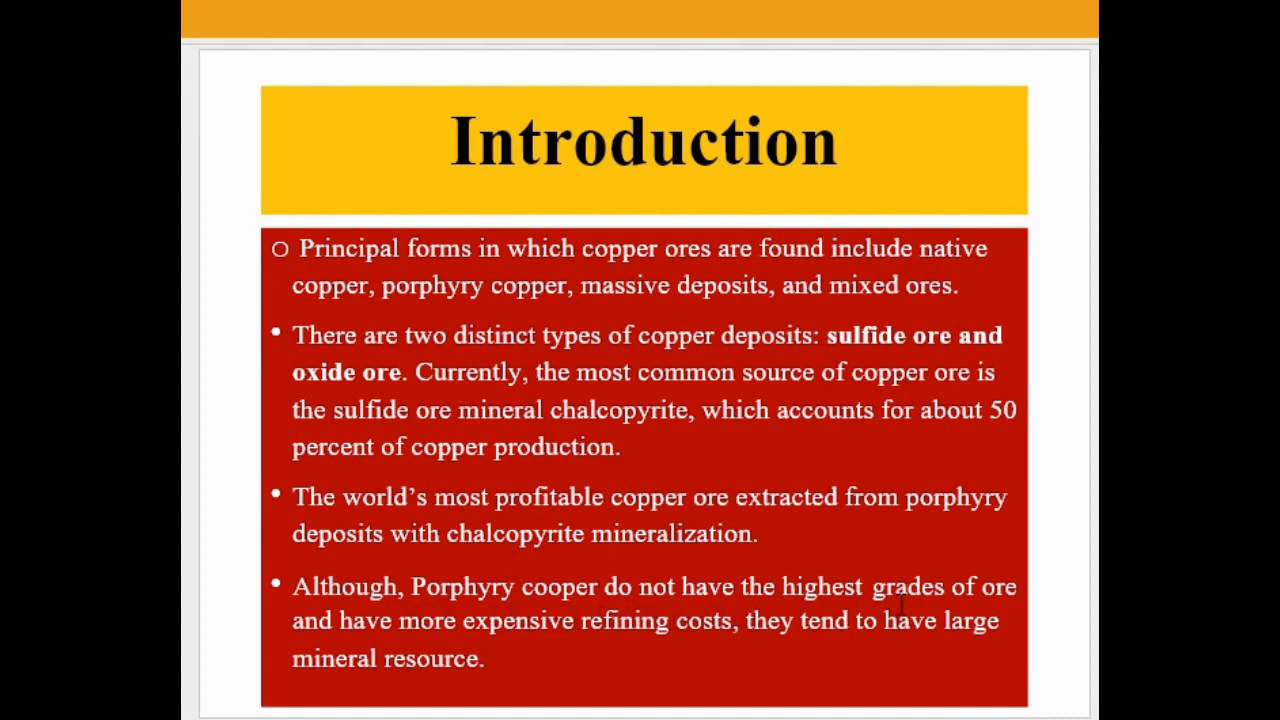 Introduction
O Principal forms in which copper ores are found include native
copper, porphyry copper, massive deposits, and mixed ores.
• There are two distinct types of copper deposits: sulfide ore and
oxide ore. Currently, the most common source of copper ore is
the sulfide ore mineral chalcopyrite, which accounts for about 50
percent of copper production.
• The world’s most profitable copper ore extracted from porphyry
deposits with chalcopyrite mineralization.
• Although, Porphyry cooper do not have the highest grades of ore
and have more expensive refining costs, they tend to have large
mineral resource.